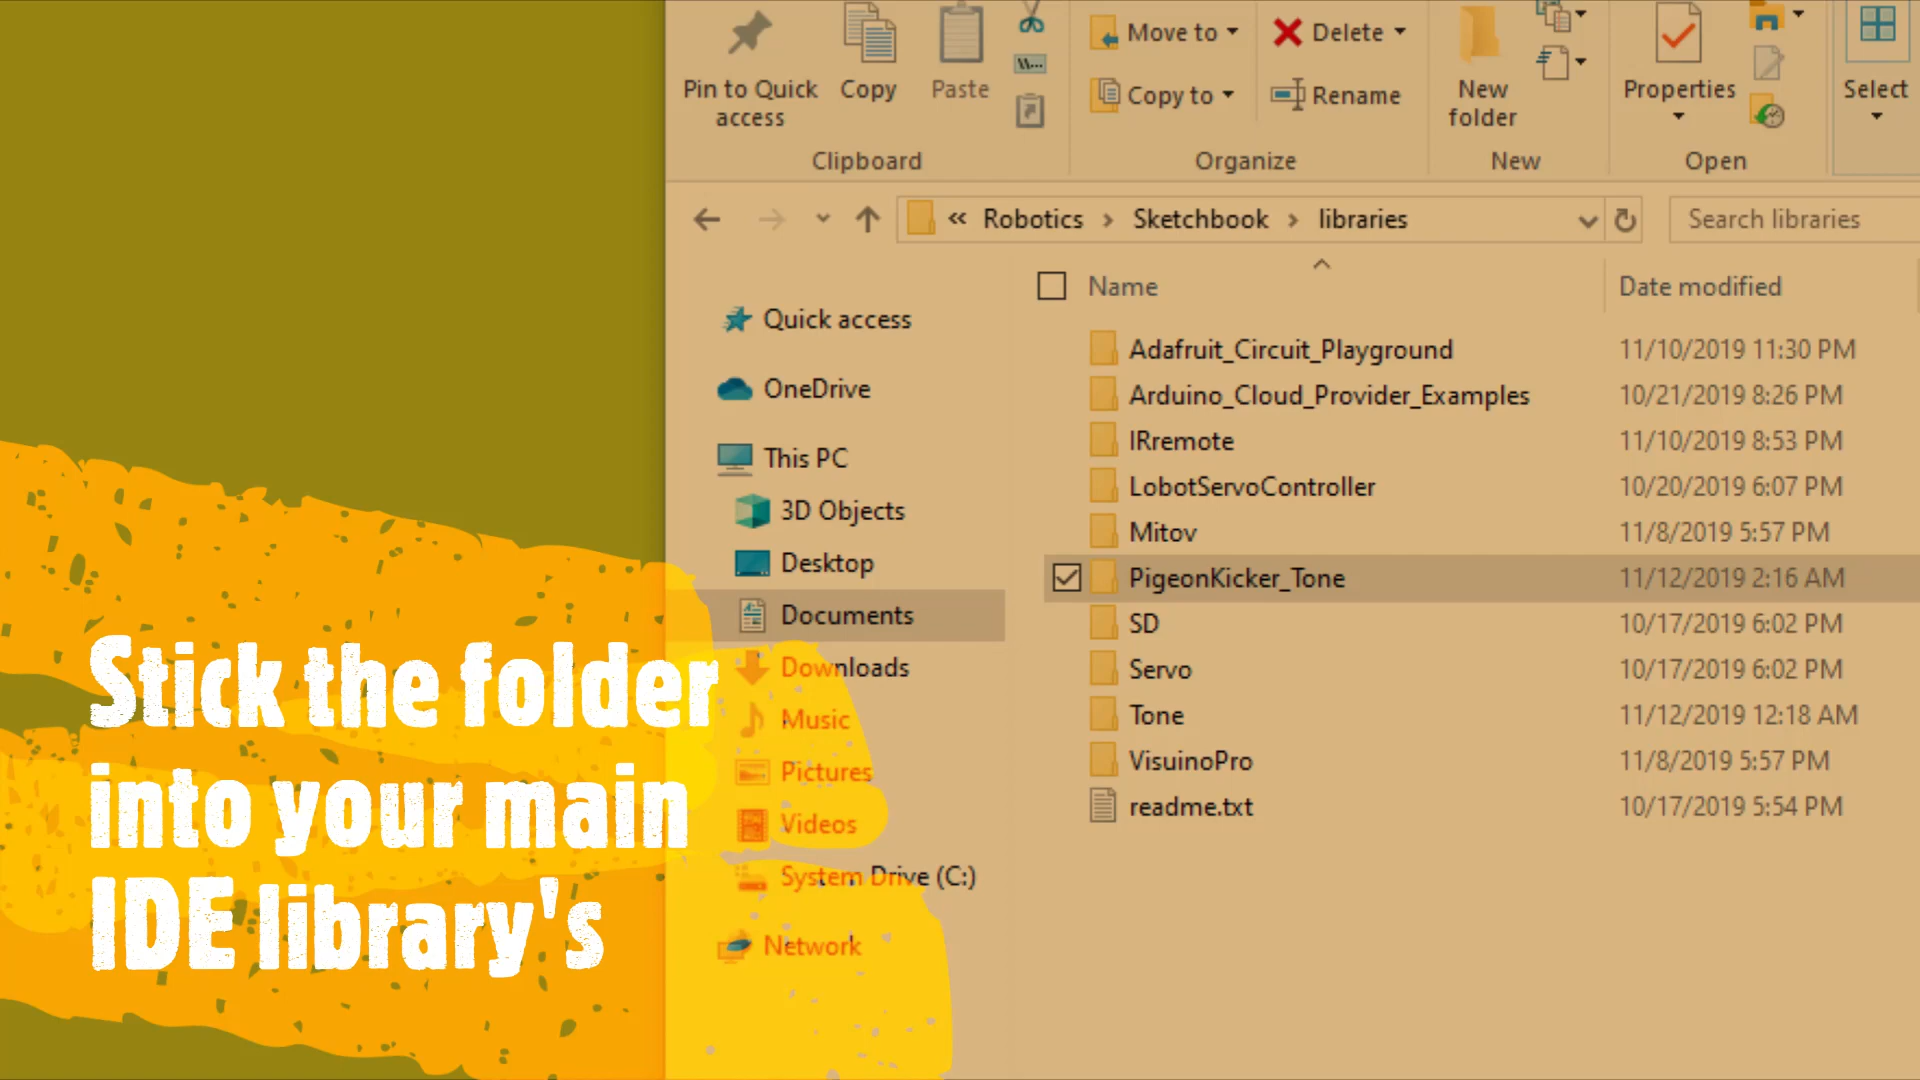 Pin to Quick access
Copy
Paste
Clipboard
Move to
Copy to
Delete
Rename
Organize
New folder
New
Properties
Open
Select
« Robotics > Sketchbook > libraries
Search libraries
Name
Date modified
Quick access
OneDrive
This PC
3D Objects
Desktop
Documents
Downloads
Music
Pictures
Videos
System Drive (C:)
Network
Adafruit_Circuit_Playground 11/10/2019 11:30 PM
Arduino_Cloud_Provider_Examples 10/21/2019 8:26 PM
IRremote 11/10/2019 8:53 PM
LobotServoController 10/20/2019 6:07 PM
Mitov 11/8/2019 5:57 PM
PigeonKicker_Tone 11/12/2019 2:16 AM
SD 10/17/2019 6:02 PM
Servo 10/17/2019 6:02 PM
Tone 11/12/2019 12:18 AM
VisuinoPro 11/8/2019 5:57 PM
readme.txt 10/17/2019 5:54 PM
Stick the folder
into your main
IDE library's